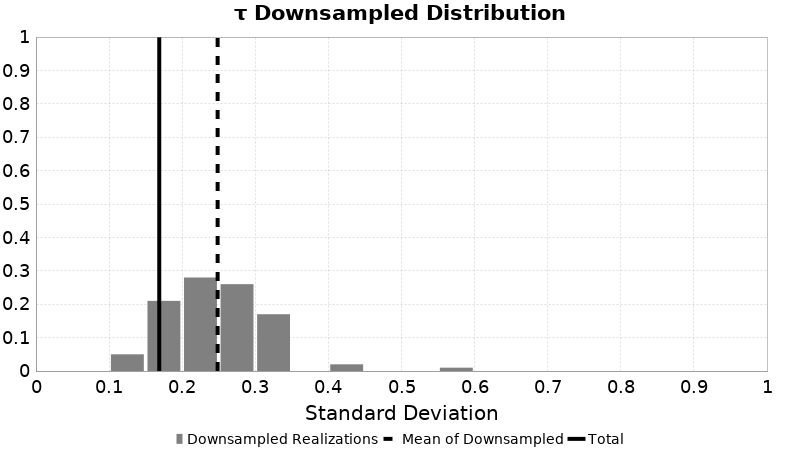 τ Downsampled Distribution
1
0.9
0.8
0.7
0.6
0.5
0.4
0.3
0.2
0.1
0
0 0.1 0.2 0.3 0.4 0.5 0.6 0.7 0.8 0.9 1
Standard Deviation
Downsampled Realizations Mean of Downsampled Total